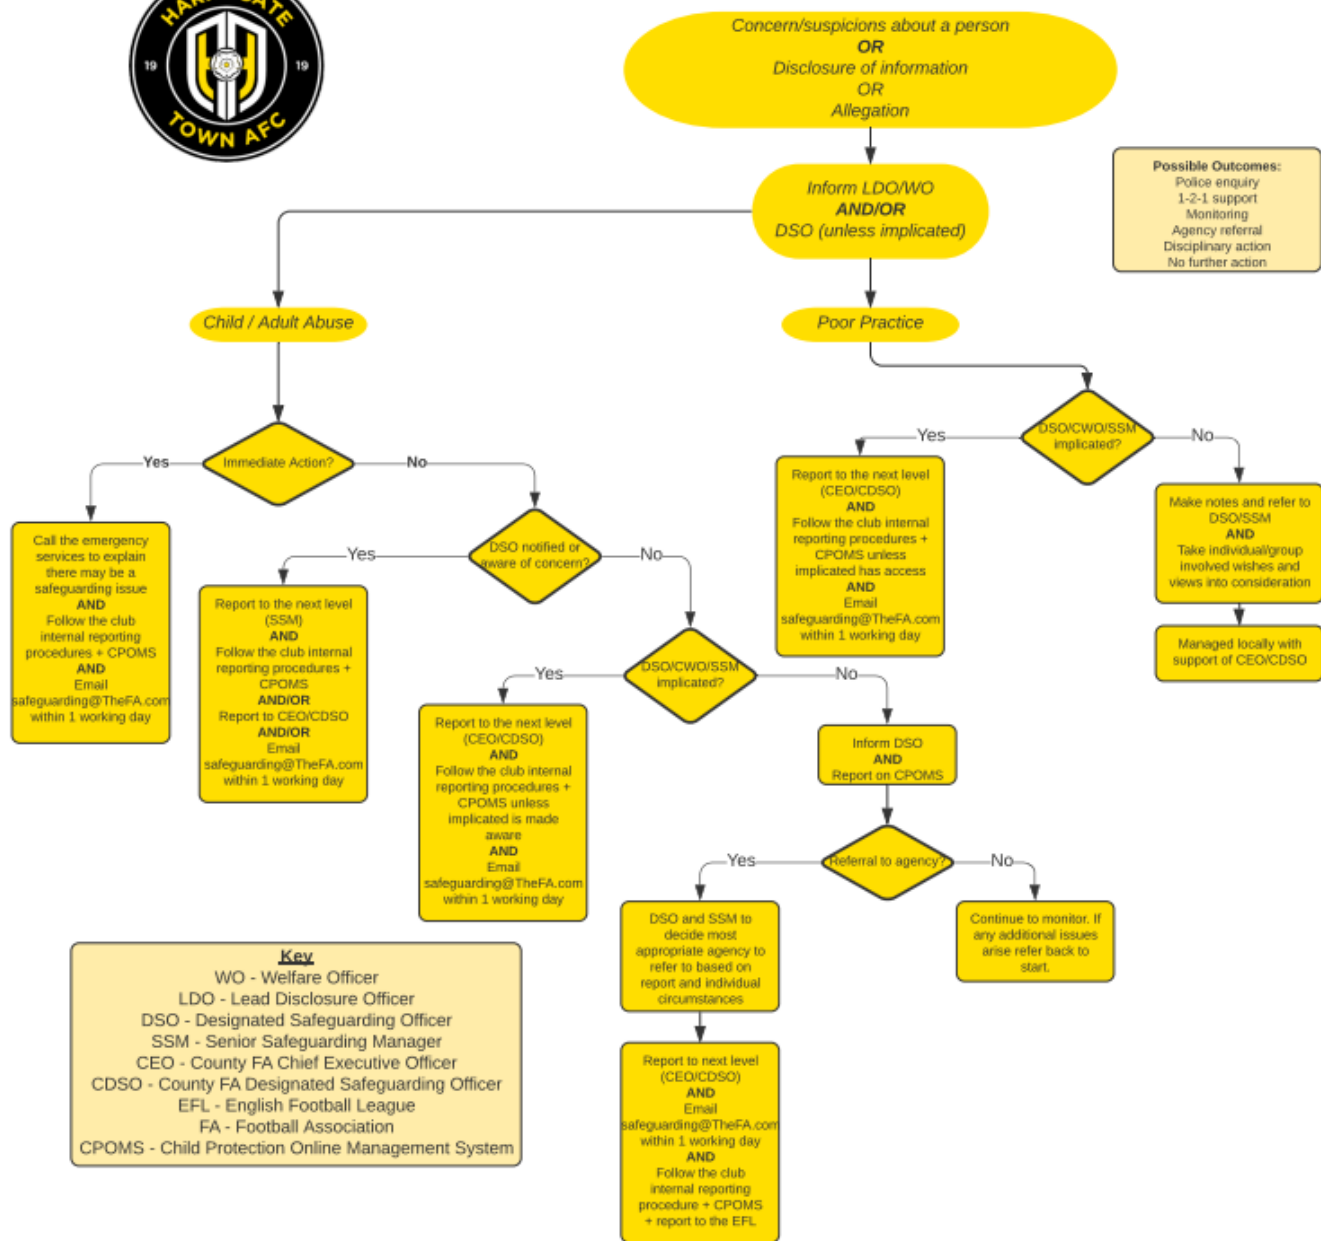 TOWN AFC
19
19
Concern/suspicions about a person
OR
Disclosure of information
OR
Allegation
Inform LDO/WO
AND/OR
DSO (unless implicated)
Possible Outcomes:
Police enquiry
1-2-1 support
Monitoring
Agency referral
Disciplinary action
No further action
Child / Adult Abuse
Poor Practice
Immediate Action?
Yes
No
DSO/CWO/SSM
implicated?
Yes
No
Call the emergency
services to explain
there may be a
safeguarding issue
AND
Follow the club
internal reporting
procedures + CPOMS
AND
Email
safeguarding@TheFA.com
within 1 working day
DSO notified or
aware of concern?
Yes
No
Report to the next level
(SSM)
AND
Follow the club internal
reporting procedures +
CPOMS
AND/OR
Report to CEO/CDSO
AND/OR
Email
safeguarding@TheFA.com
within 1 working day
Report to the next level
(CEO/CDSO)
AND
Follow the club internal
reporting procedures +
CPOMS unless
implicated has access
AND
Email
safeguarding@TheFA.com
within 1 working day
Make notes and refer to
DSO/SSM
AND
Take individual/group
involved wishes and
views into consideration
Managed locally with
support of CEO/CDSO
DSO/CWO/SSM
implicated?
Yes
No
Report to the next level
(CEO/CDSO)
AND
Follow the club internal
reporting procedures +
CPOMS unless
implicated is made
aware
AND
Email
safeguarding@TheFA.com
within 1 working day
Inform DSO
AND
Report on CPOMS
Referral to agency?
Yes
No
DSO and SSM to
decide most
appropriate agency to
refer to based on
report and individual
circumstances
Continue to monitor. If
any additional issues
arise refer back to
start.
Report to next level
(CEO/CDSO)
AND
Email
safeguarding@TheFA.com
within 1 working day
AND
Follow the club
internal reporting
procedure + CPOMS
+ report to the EFL
Key
WO - Welfare Officer
LDO - Lead Disclosure Officer
DSO - Designated Safeguarding Officer
SSM - Senior Safeguarding Manager
CEO - County FA Chief Executive Officer
CDSO - County FA Designated Safeguarding Officer
EFL - English Football League
FA - Football Association
CPOMS - Child Protection Online Management System